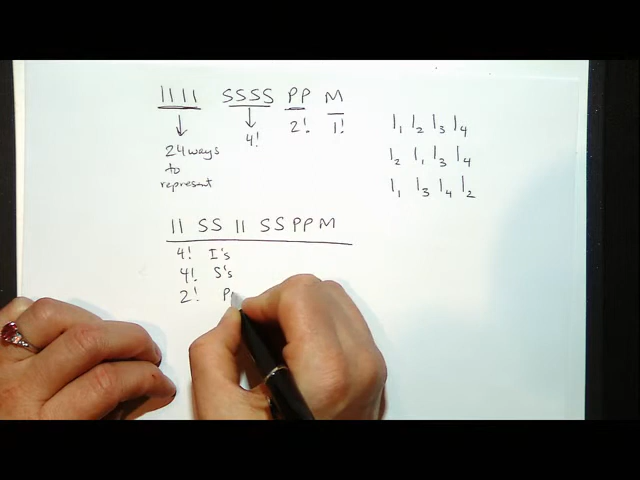 IIII SSSS PP M
24 ways to represent
4!
2!
1!
I₁ I₂ I₃ I₄
I₂ I₁ I₃ I₄
I₁ I₃ I₄ I₂
II SS II SS PP M
4! I's
4! S's
2! P